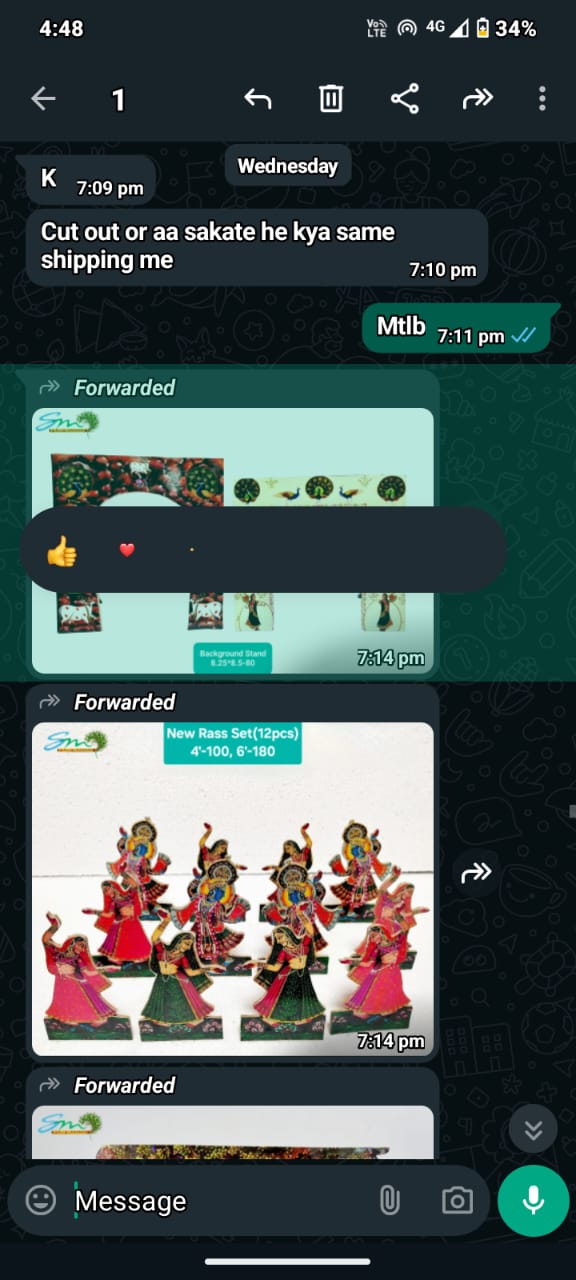 4:48
Vo)) LTE 4G 34%
1
Wednesday
K 7:09 pm
Cut out or aa sakate he kya same
shipping me 7:10 pm
Mtlb 7:11 pm
Forwarded
Sm
Background Stand
8.25*8.5-80
7:14 pm
Forwarded
Sm
New Rass Set(12pcs)
4'-100, 6'-180
7:14 pm
Forwarded
Sm
Message